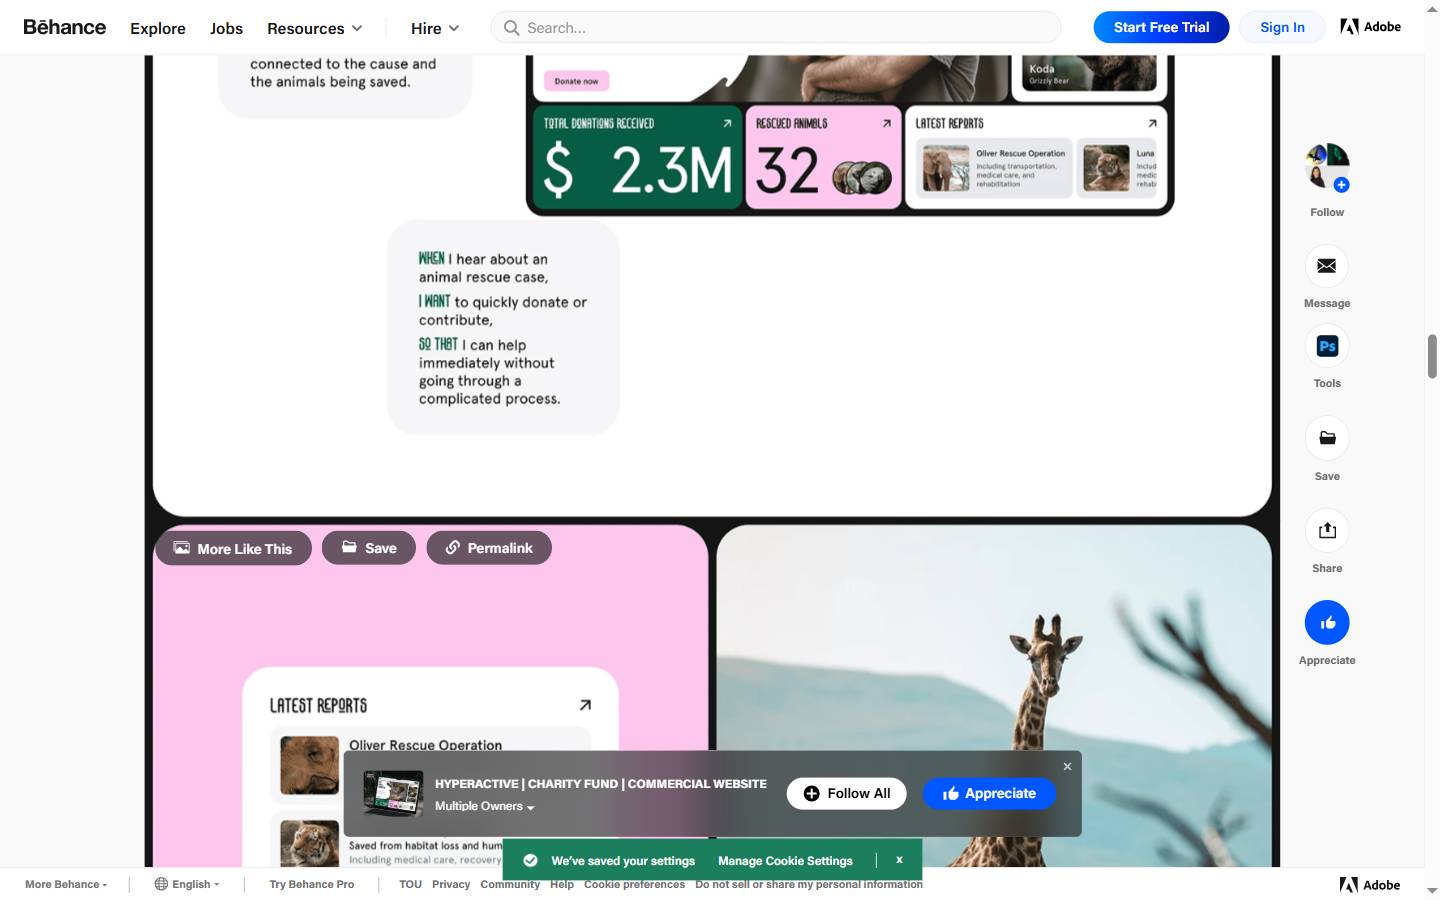 Bēhance
Explore
Jobs
Resources
Hire
Search...
Start Free Trial
Sign In
Adobe
connected to the cause and
the animals being saved.
Donate now
Koda
Grizzly Bear
TOTAL DONATIONS RECEIVED
$ 2.3M
RESCUED ANIMALS
32
LATEST REPORTS
Oliver Rescue Operation
Including transportation,
medical care, and
rehabilitation
Luna
Includ
medic
rehabi
WHEN I hear about an
animal rescue case,
I WANT to quickly donate or
contribute,
SO THAT I can help
immediately without
going through a
complicated process.
Follow
Message
Ps
Tools
Save
Share
Appreciate
More Like This
Save
Permalink
LATEST REPORTS
Oliver Rescue Operation
HYPERACTIVE | CHARITY FUND | COMMERCIAL WEBSITE
Multiple Owners
Follow All
Appreciate
Saved from habitat loss and hum
Including medical care, recovery
We've saved your settings
Manage Cookie Settings
x
More Behance
English
Try Behance Pro
TOU
Privacy
Community
Help
Cookie preferences
Do not sell or share my personal information
Adobe